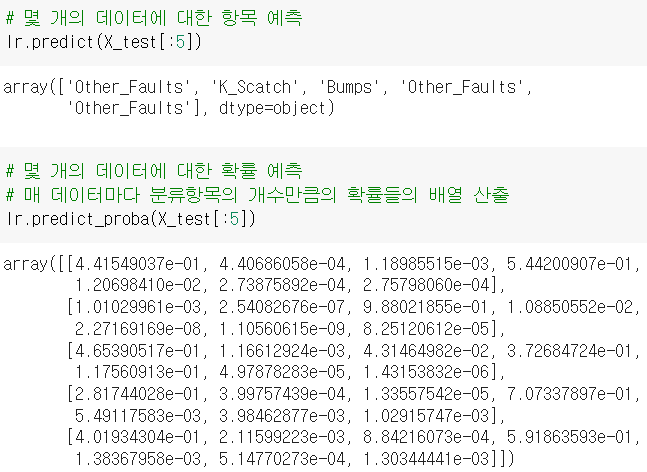 # 몇 개의 데이터에 대한 항목 예측
lr.predict(X_test[:5])
array(['Other_Faults', 'K_Scatch', 'Bumps', 'Other_Faults',
'Other_Faults'], dtype=object)
# 몇 개의 데이터에 대한 확률 예측
# 매 데이터마다 분류항목의 개수만큼의 확률들의 배열 산출
lr.predict_proba(X_test[:5])
array([[4.41549037e-01, 4.40686058e-04, 1.18985515e-03, 5.44200907e-01,
1.20698410e-02, 2.73875892e-04, 2.75798060e-04],
[1.01029961e-03, 2.54082676e-07, 9.88021855e-01, 1.08850552e-02,
2.27169169e-08, 1.10560615e-09, 8.25120612e-05],
[4.65390517e-01, 1.16612924e-03, 4.31464982e-02, 3.72684724e-01,
1.17560913e-01, 4.97878283e-05, 1.43153832e-06],
[2.81744028e-01, 3.99757439e-04, 1.33557542e-05, 7.07337897e-01,
5.49117583e-03, 3.98462877e-03, 1.02915747e-03],
[4.01934304e-01, 2.11599223e-03, 8.84216073e-04, 5.91863593e-01,
1.38367958e-03, 5.14770273e-04, 1.30344441e-03]])